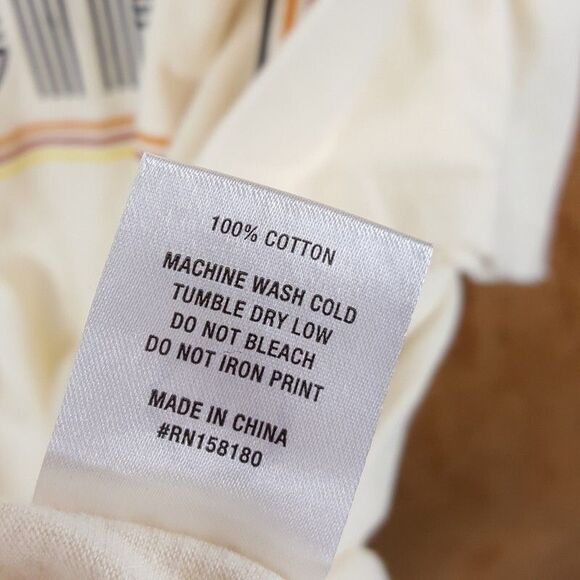 100% COTTON
MACHINE WASH COLD
TUMBLE DRY LOW
DO NOT BLEACH
DO NOT IRON PRINT
MADE IN CHINA
#RN158180